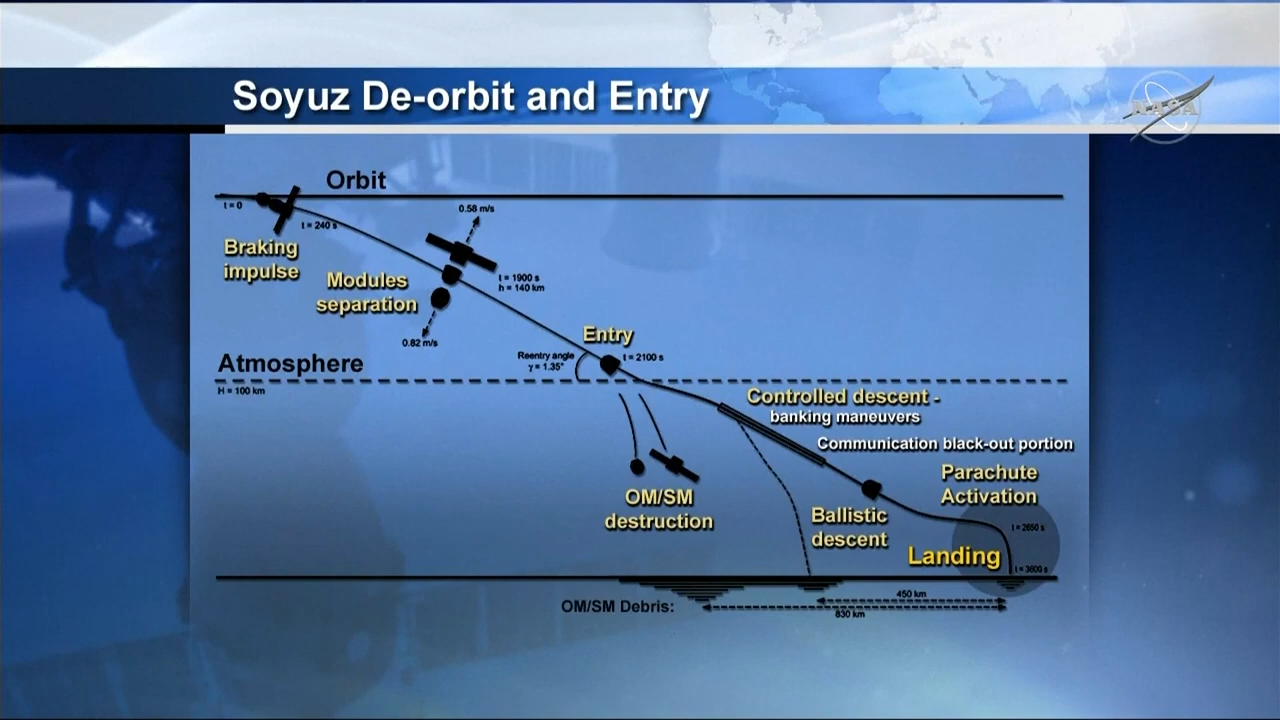 Soyuz De-orbit and Entry
NASA
Orbit
t = 0
t = 240 s
0.58 m/s
Braking
impulse
Modules
separation
t = 1900 s
h = 140 km
0.82 m/s
Entry
Reentry angle
γ = 1.35°
t = 2100 s
Atmosphere
H = 100 km
Controlled descent -
banking maneuvers
Communication black-out portion
Parachute
Activation
OM/SM
destruction
Ballistic
descent
t = 2650 s
Landing
t = 3600 s
OM/SM Debris:
450 km
830 km